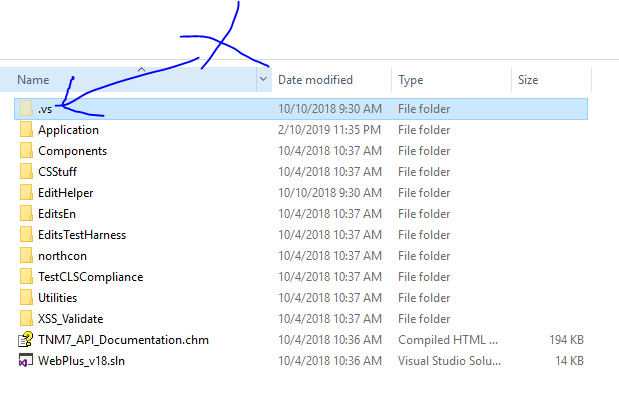 Name Date modified Type Size
.vs 10/10/2018 9:30 AM File folder
Application 2/10/2019 11:35 PM File folder
Components 10/4/2018 10:37 AM File folder
CSStuff 10/4/2018 10:37 AM File folder
EditHelper 10/10/2018 9:30 AM File folder
EditsEn 10/4/2018 10:37 AM File folder
EditsTestHarness 10/4/2018 10:37 AM File folder
northcon 10/4/2018 10:37 AM File folder
TestCLSCompliance 10/4/2018 10:37 AM File folder
Utilities 10/4/2018 10:37 AM File folder
XSS_Validate 10/4/2018 10:37 AM File folder
TNM7_API_Documentation.chm 10/4/2018 10:36 AM Compiled HTML ... 194 KB
WebPlus_v18.sln 10/4/2018 10:36 AM Visual Studio Solu... 14 KB